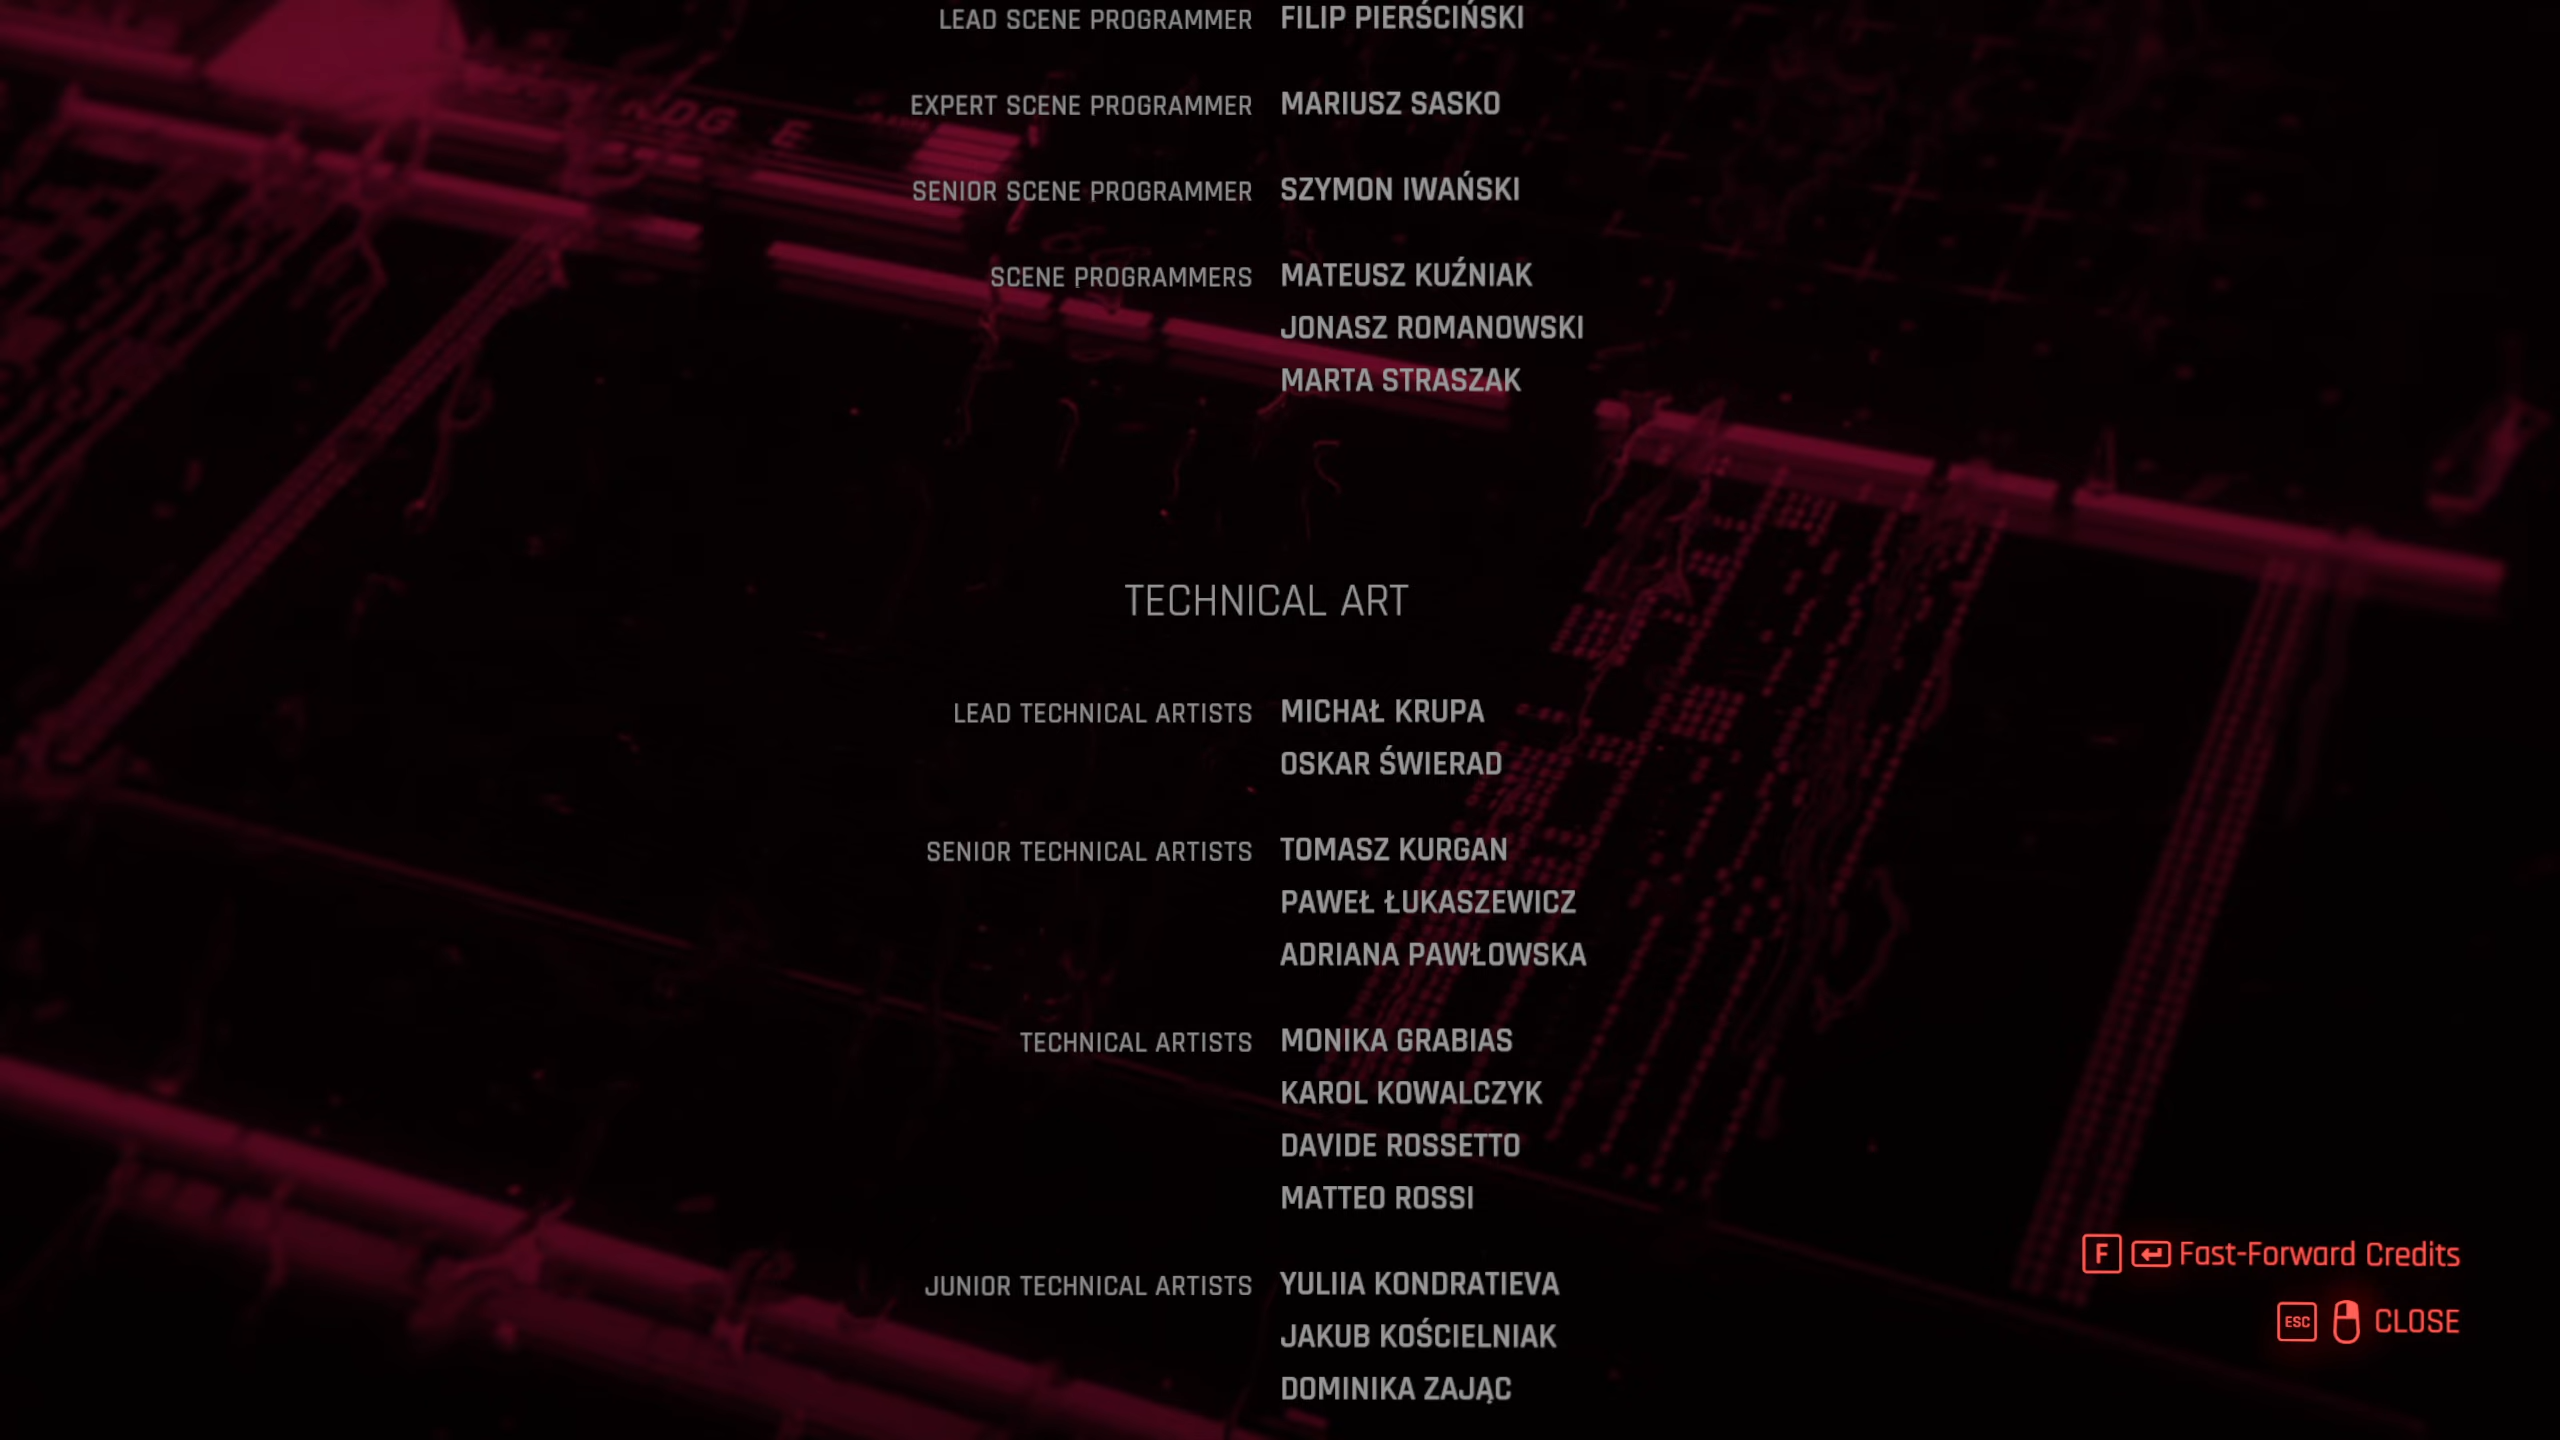 LEAD SCENE PROGRAMMER FILIP PIERŚCIŃSKI
EXPERT SCENE PROGRAMMER MARIUSZ SASKO
SENIOR SCENE PROGRAMMER SZYMON IWAŃSKI
SCENE PROGRAMMERS MATEUSZ KUŹNIAK
JONASZ ROMANOWSKI
MARTA STRASZAK
TECHNICAL ART
LEAD TECHNICAL ARTISTS MICHAŁ KRUPA
OSKAR ŚWIERAD
SENIOR TECHNICAL ARTISTS TOMASZ KURGAN
PAWEŁ ŁUKASZEWICZ
ADRIANA PAWŁOWSKA
TECHNICAL ARTISTS MONIKA GRABIAS
KAROL KOWALCZYK
DAVIDE ROSSETTO
MATTEO ROSSI
F Fast-Forward Credits
JUNIOR TECHNICAL ARTISTS YULIIA KONDRATIEVA
ESC CLOSE
JAKUB KOŚCIELNIAK
DOMINIKA ZAJĄC